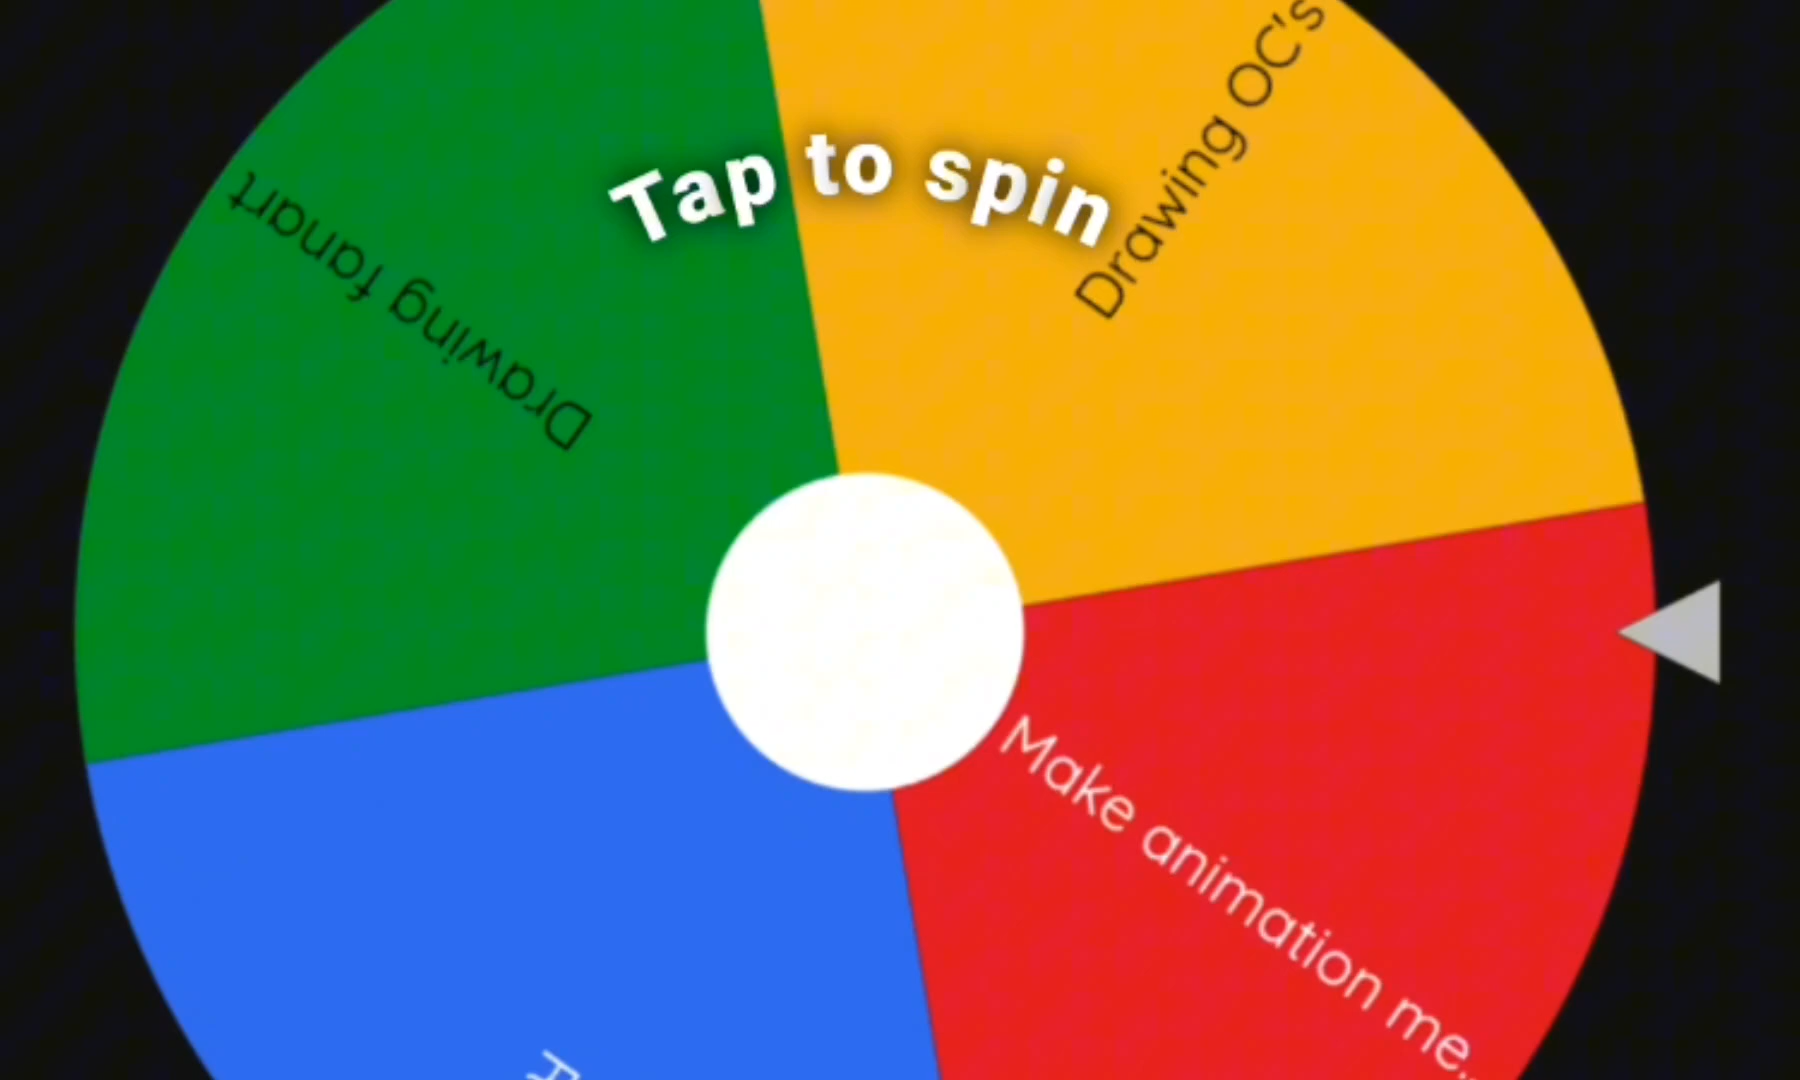 Tap to spin
Drawing OC's
Drawing fanart
Make animation me..